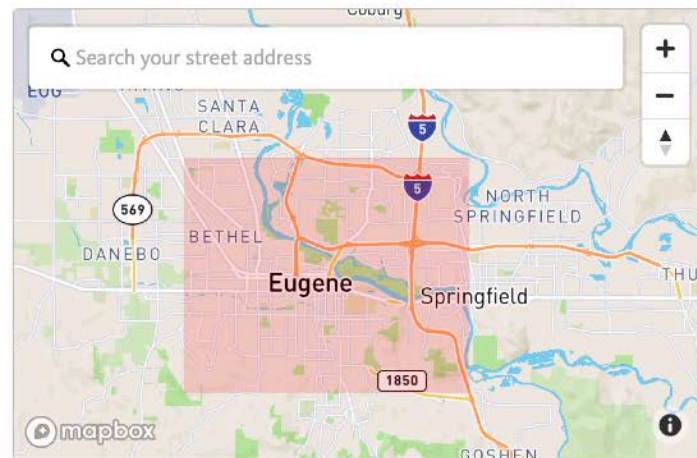 Coburg
Search your street address
+
−
EUG
SANTA
CLARA
5
5
569
NORTH
SPRINGFIELD
BETHEL
DANEBO
THU
Eugene
Springfield
1850
mapbox
i
GOSHEN